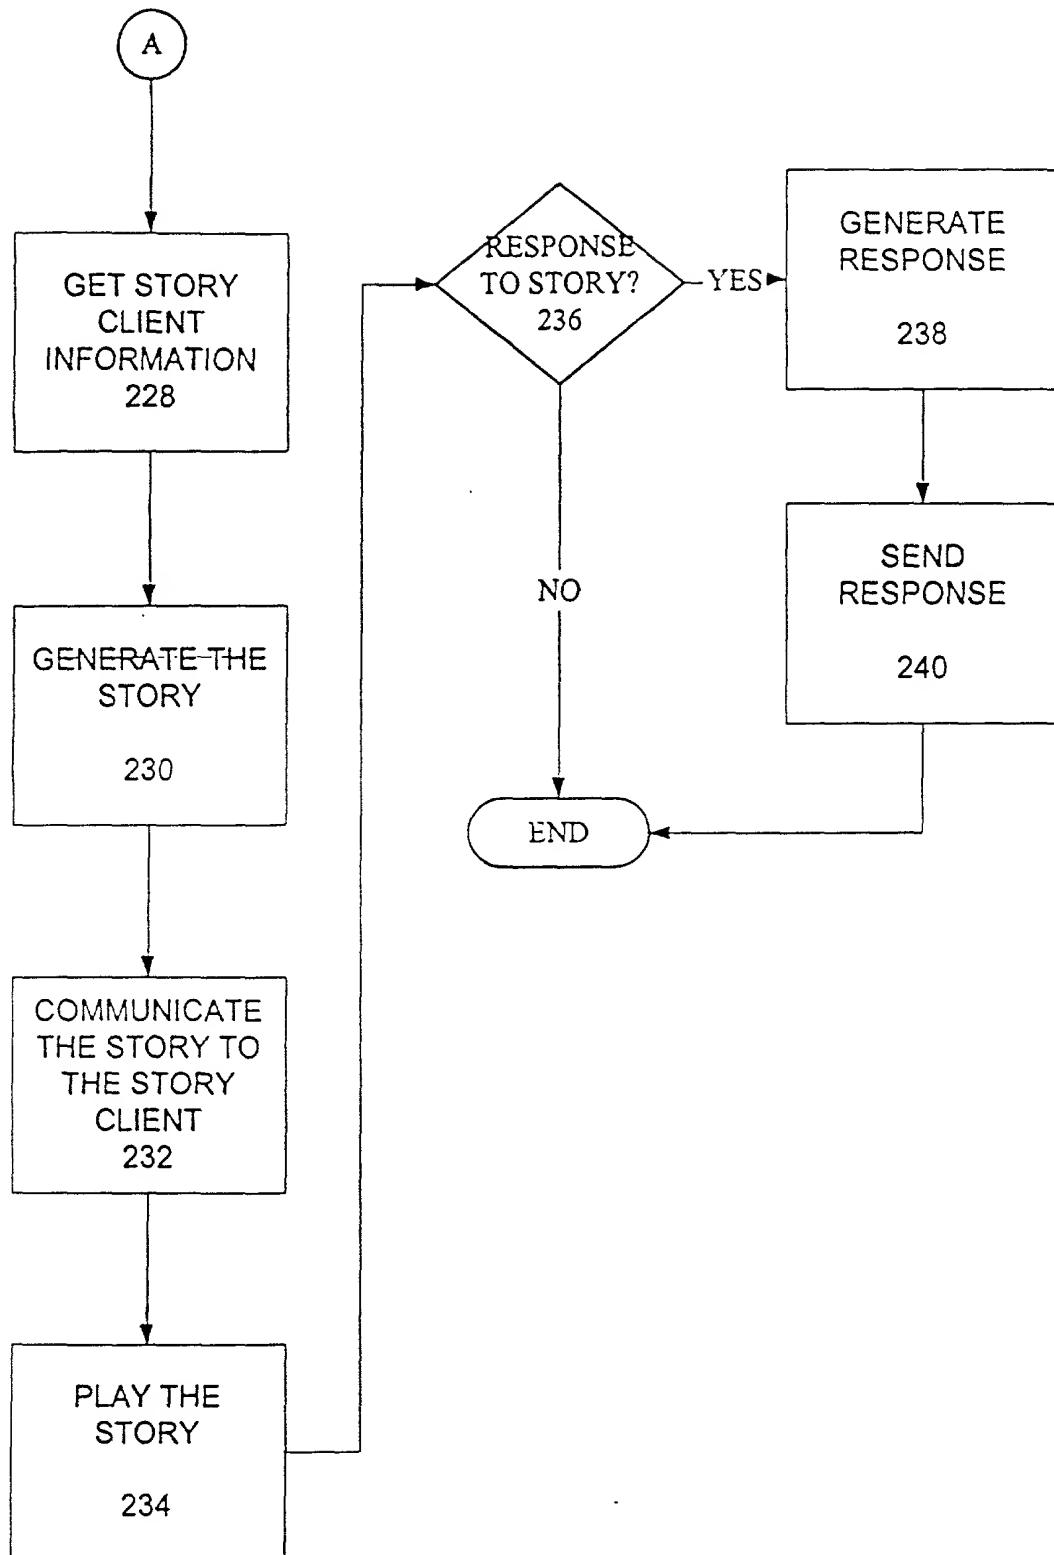 A
GET STORY
CLIENT
INFORMATION
228
GENERATE THE
STORY
230
COMMUNICATE
THE STORY TO
THE STORY
CLIENT
232
PLAY THE
STORY
234
RESPONSE
TO STORY?
236
YES
NO
GENERATE
RESPONSE
238
SEND
RESPONSE
240
END